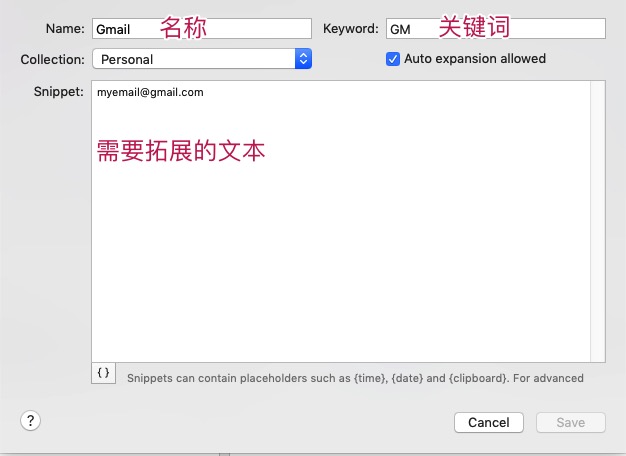 Name: Gmail 名称 Keyword: GM 关键词
Collection: Personal Auto expansion allowed
Snippet: myemail@gmail.com
需要拓展的文本
{} Snippets can contain placeholders such as {time}, {date} and {clipboard}. For advanced
? Cancel Save